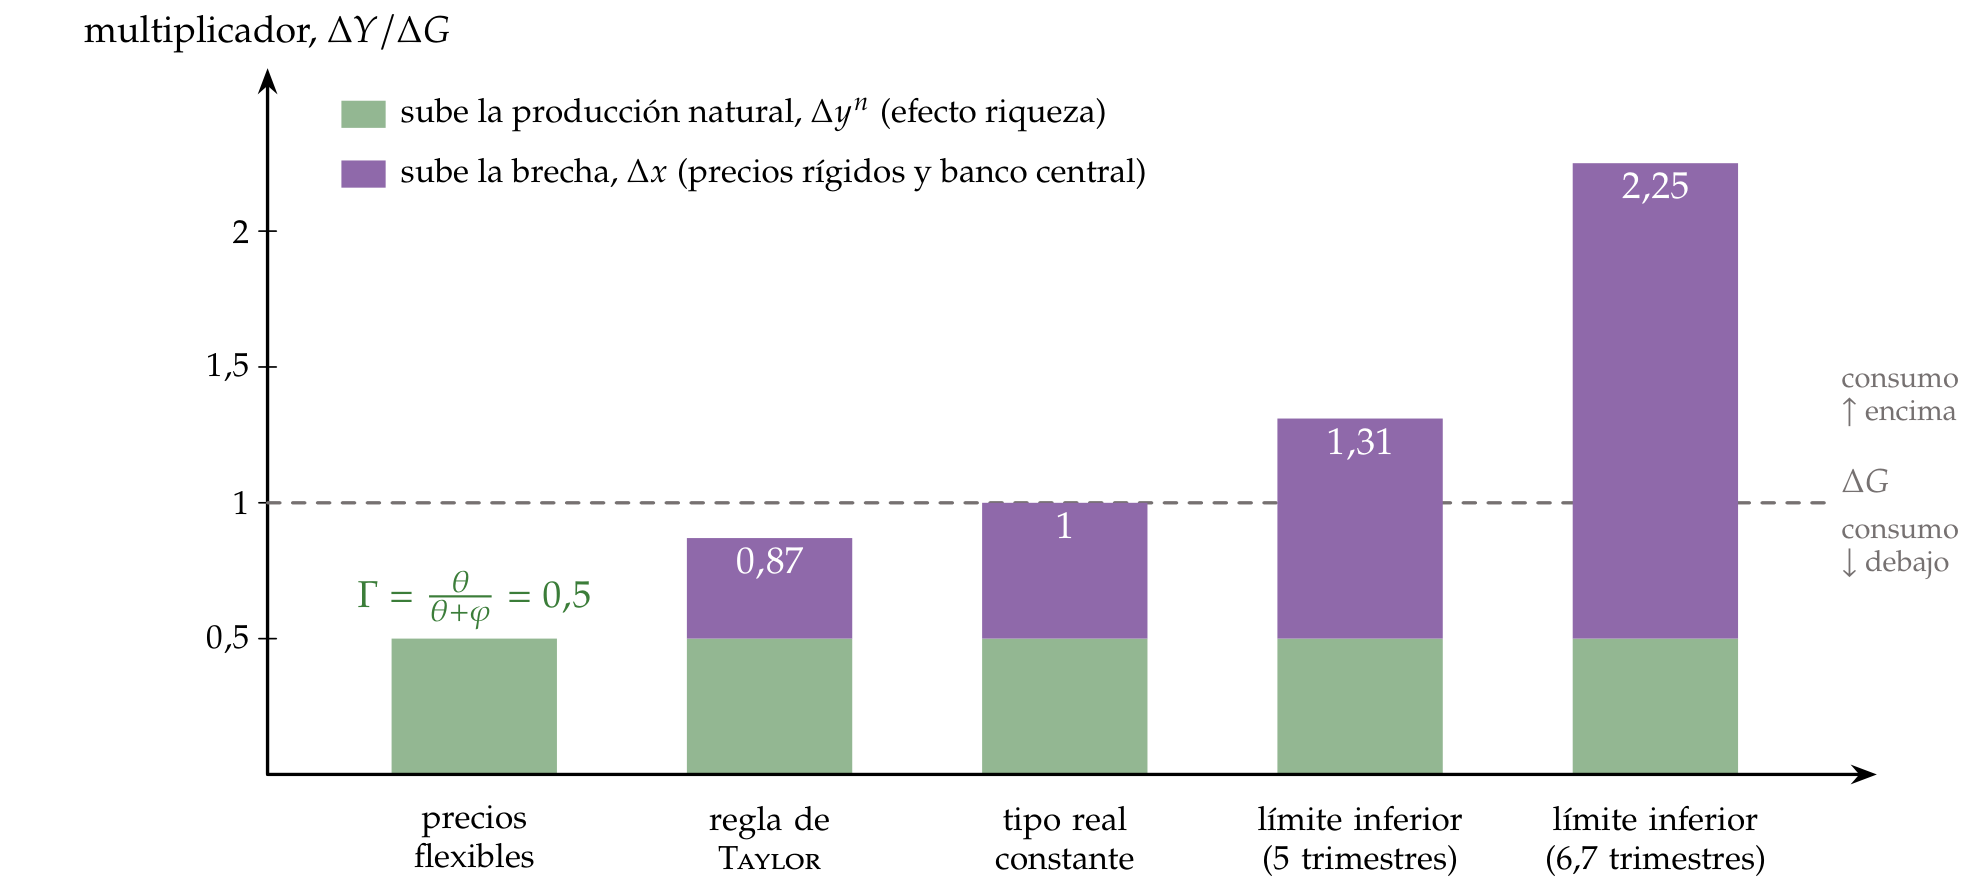 multiplicador, ΔY/ΔG
sube la producción natural, Δyⁿ (efecto riqueza)
sube la brecha, Δx (precios rígidos y banco central)
2
1,5
1
0,5
2,25
1,31
1
0,87
Γ = θ/(θ+φ) = 0,5
consumo
↑ encima
ΔG
consumo
↓ debajo
precios
flexibles
regla de
TAYLOR
tipo real
constante
límite inferior
(5 trimestres)
límite inferior
(6,7 trimestres)